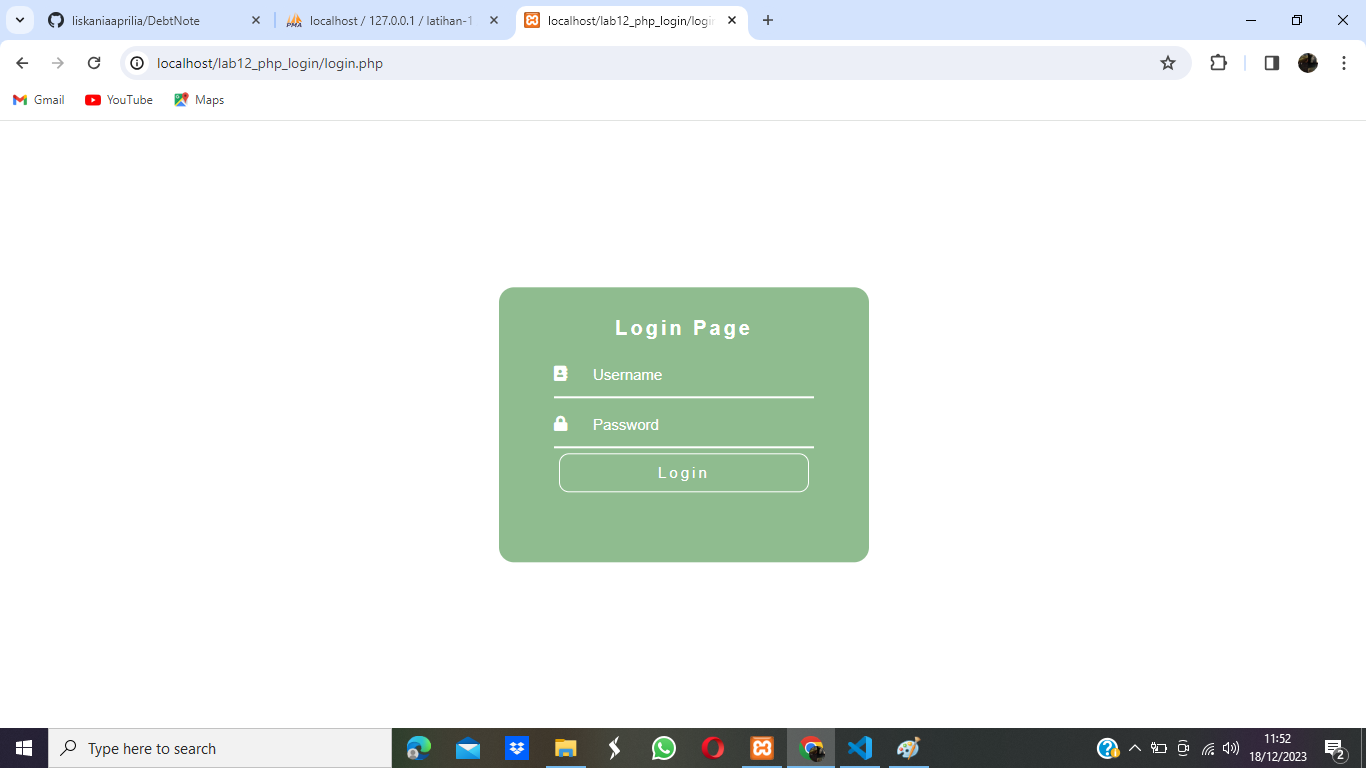 liskaniaaprilia/DebtNote
localhost / 127.0.0.1 / latihan-1
localhost/lab12_php_login/login
localhost/lab12_php_login/login.php
Gmail
YouTube
Maps
Login Page
Username
Password
Login
Type here to search
11:52
18/12/2023
2